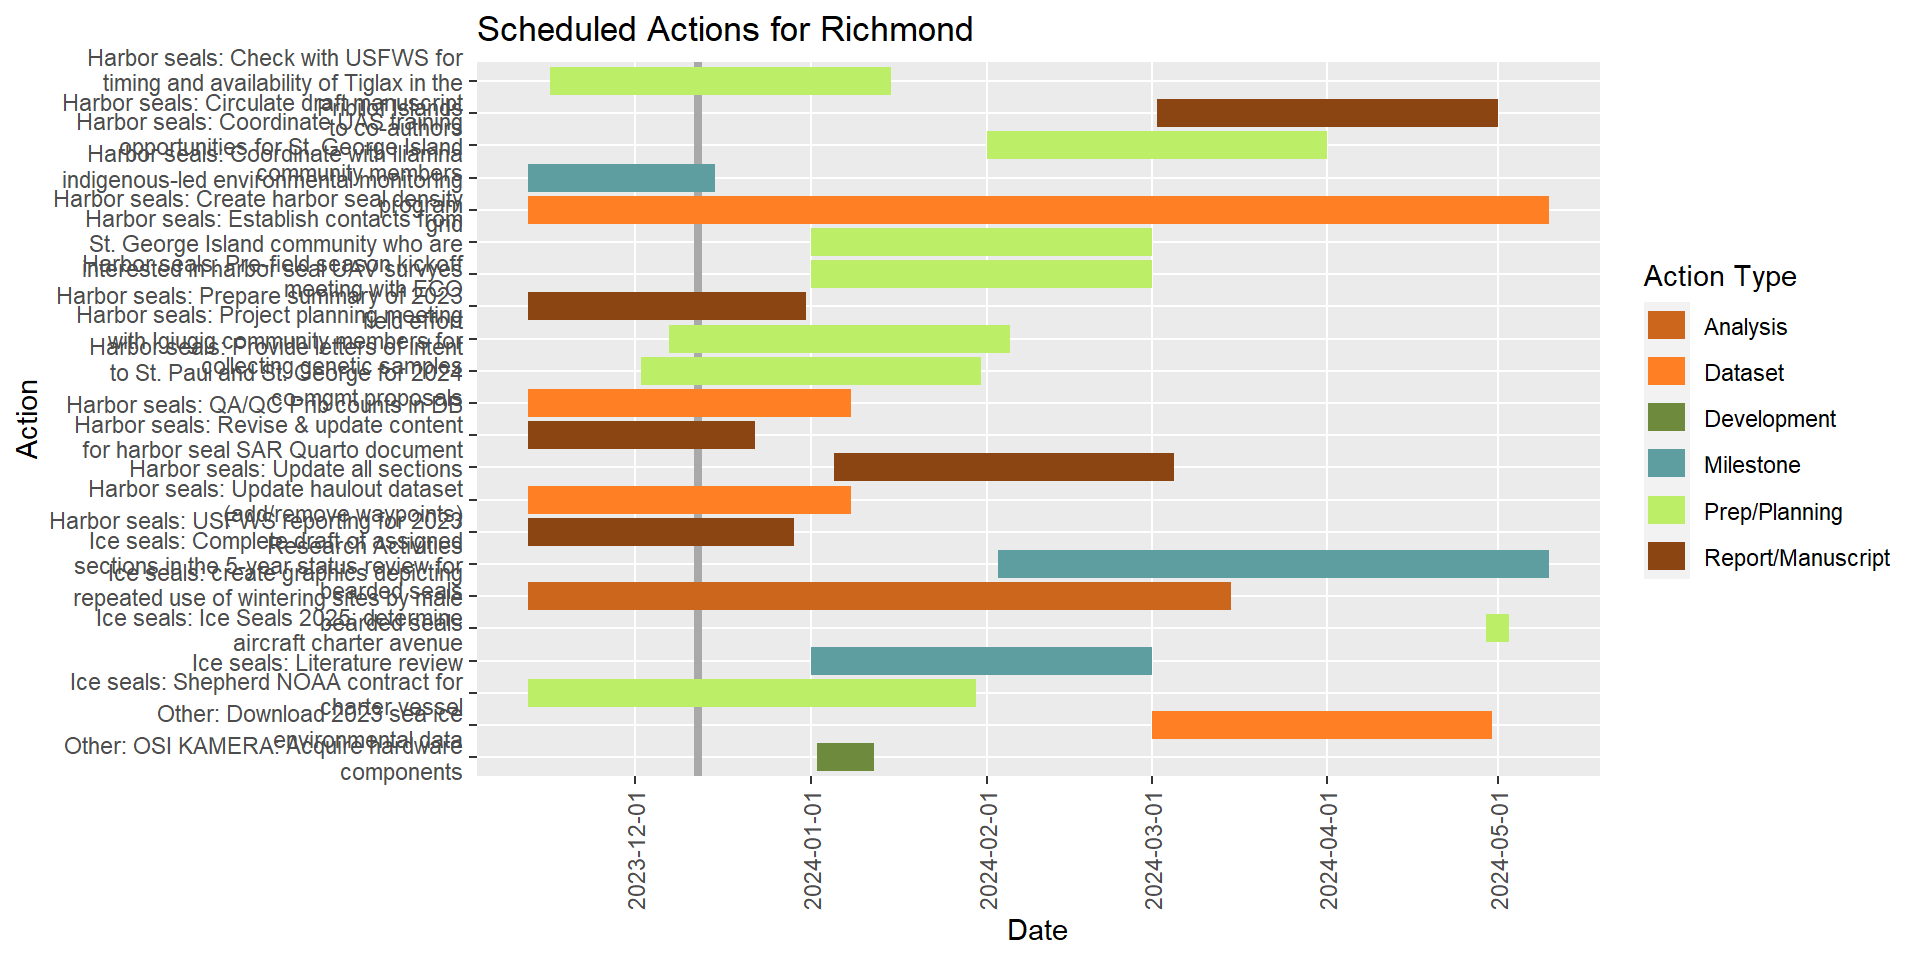 Scheduled Actions for Richmond
Harbor seals: Check with USFWS for
timing and availability of Tiglax in the
Pribilof Islands
Harbor seals: Circulate draft manuscript
to co-authors
Harbor seals: Coordinate UAS training
opportunities for St. George Island
community members
Harbor seals: Coordinate with Iliamna
indigenous-led environmental monitoring
program
Harbor seals: Create harbor seal density
grid
Harbor seals: Establish contacts from
St. George Island community who are
interested in harbor seal UAV survyes
Harbor seals: Pre-field season kickoff
meeting with ECO
Harbor seals: Prepare summary of 2023
field effort
Harbor seals: Project planning meeting
with Igiugig community members for
collecting genetic samples
Harbor seals: Provide letters of intent
to St. Paul and St. George for 2024
co-mgmt proposals
Harbor seals: QA/QC Prib counts in DB
Harbor seals: Revise & update content
for harbor seal SAR Quarto document
Harbor seals: Update all sections
Harbor seals: Update haulout dataset
(add/remove waypoints)
Harbor seals: USFWS reporting for 2023
Research Activities
Ice seals: Complete draft of assigned
sections in the 5-year status review for
bearded seals
Ice seals: create graphics depicting
repeated use of wintering sites by male
bearded seals
Ice seals: Ice Seals 2025: determine
aircraft charter avenue
Ice seals: Literature review
Ice seals: Shepherd NOAA contract for
charter vessel
Other: Download 2023 sea ice
environmental data
Other: OSI KAMERA: Acquire hardware
components
Action
2023-12-01
2024-01-01
2024-02-01
2024-03-01
2024-04-01
2024-05-01
Date
Action Type
Analysis
Dataset
Development
Milestone
Prep/Planning
Report/Manuscript